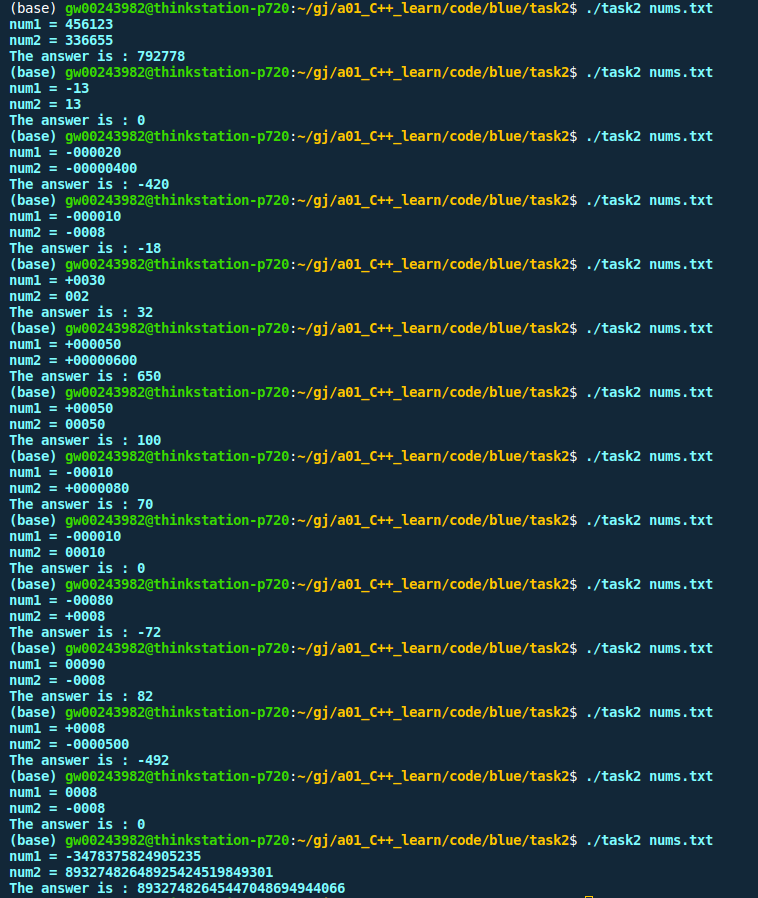 (base) gw00243982@thinkstation-p720:~/gj/a01_C++_learn/code/blue/task2$ ./task2 nums.txt
num1 = 456123
num2 = 336655
The answer is : 792778
(base) gw00243982@thinkstation-p720:~/gj/a01_C++_learn/code/blue/task2$ ./task2 nums.txt
num1 = -13
num2 = 13
The answer is : 0
(base) gw00243982@thinkstation-p720:~/gj/a01_C++_learn/code/blue/task2$ ./task2 nums.txt
num1 = -000020
num2 = -00000400
The answer is : -420
(base) gw00243982@thinkstation-p720:~/gj/a01_C++_learn/code/blue/task2$ ./task2 nums.txt
num1 = -000010
num2 = -0008
The answer is : -18
(base) gw00243982@thinkstation-p720:~/gj/a01_C++_learn/code/blue/task2$ ./task2 nums.txt
num1 = +0030
num2 = 002
The answer is : 32
(base) gw00243982@thinkstation-p720:~/gj/a01_C++_learn/code/blue/task2$ ./task2 nums.txt
num1 = +000050
num2 = +00000600
The answer is : 650
(base) gw00243982@thinkstation-p720:~/gj/a01_C++_learn/code/blue/task2$ ./task2 nums.txt
num1 = +00050
num2 = 00050
The answer is : 100
(base) gw00243982@thinkstation-p720:~/gj/a01_C++_learn/code/blue/task2$ ./task2 nums.txt
num1 = -00010
num2 = +0000080
The answer is : 70
(base) gw00243982@thinkstation-p720:~/gj/a01_C++_learn/code/blue/task2$ ./task2 nums.txt
num1 = -000010
num2 = 00010
The answer is : 0
(base) gw00243982@thinkstation-p720:~/gj/a01_C++_learn/code/blue/task2$ ./task2 nums.txt
num1 = -00080
num2 = +0008
The answer is : -72
(base) gw00243982@thinkstation-p720:~/gj/a01_C++_learn/code/blue/task2$ ./task2 nums.txt
num1 = 00090
num2 = -0008
The answer is : 82
(base) gw00243982@thinkstation-p720:~/gj/a01_C++_learn/code/blue/task2$ ./task2 nums.txt
num1 = +0008
num2 = -0000500
The answer is : -492
(base) gw00243982@thinkstation-p720:~/gj/a01_C++_learn/code/blue/task2$ ./task2 nums.txt
num1 = 0008
num2 = -0008
The answer is : 0
(base) gw00243982@thinkstation-p720:~/gj/a01_C++_learn/code/blue/task2$ ./task2 nums.txt
num1 = -3478375824905235
num2 = 89327482648925424519849301
The answer is : 89327482645447048694944066